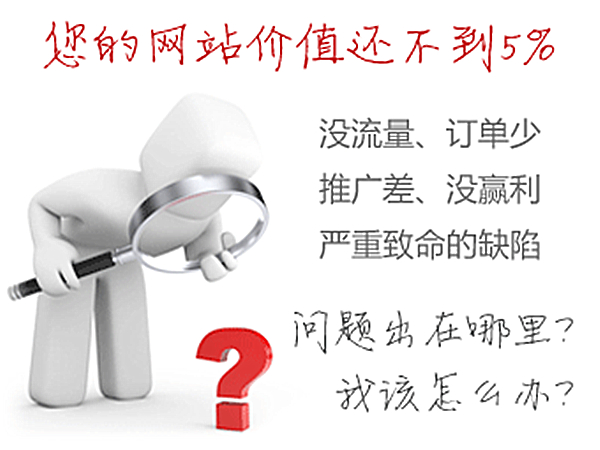 您的网站价值还不到5%
没流量、订单少
推广差、没赢利
严重致命的缺陷
问题出在哪里?
我该怎么办?